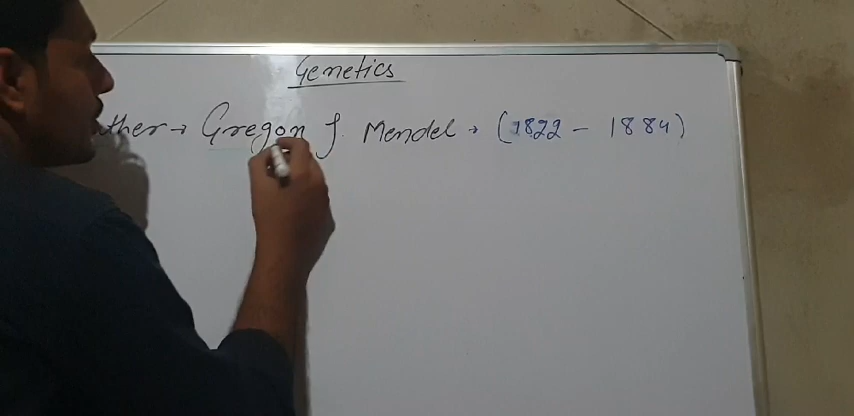 Genetics
ther → Gregor J. Mendel → (1822 - 1884)